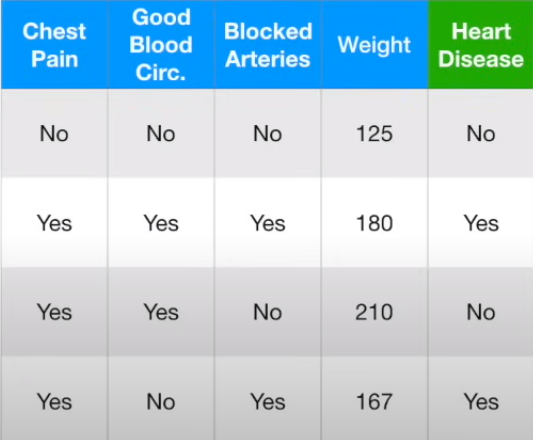 Chest Pain | Good Blood Circ. | Blocked Arteries | Weight | Heart Disease
No | No | No | 125 | No
Yes | Yes | Yes | 180 | Yes
Yes | Yes | No | 210 | No
Yes | No | Yes | 167 | Yes